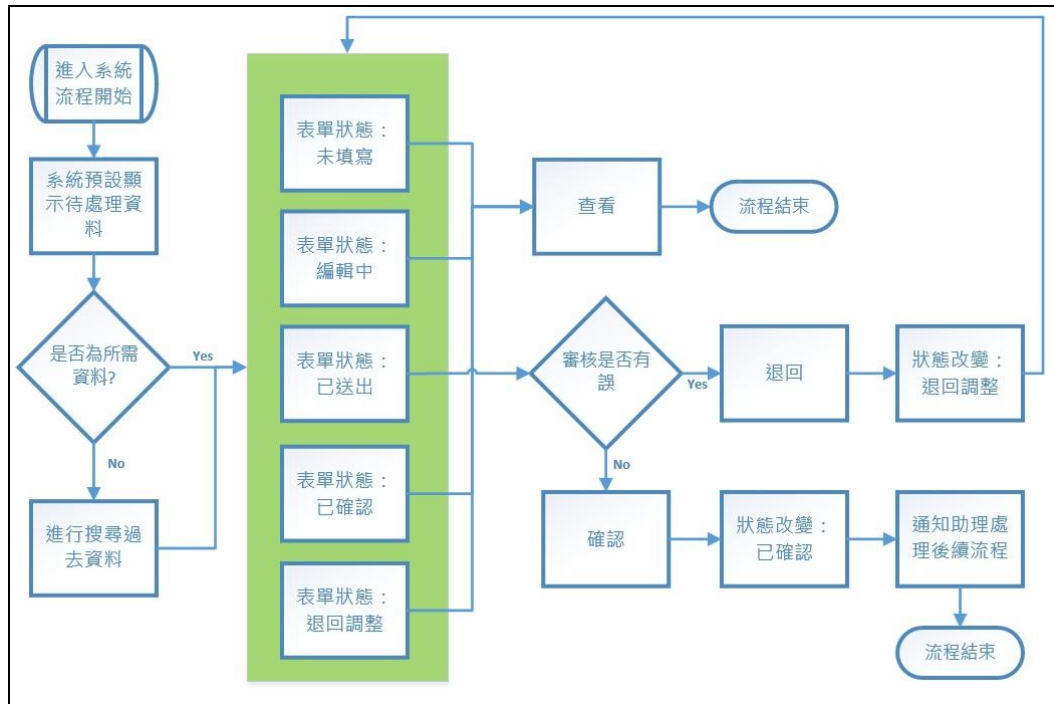 進入系統
流程開始
系統預設顯
示待處理資
料
是否為所需
資料?
Yes
No
進行搜尋過
去資料
表單狀態：
未填寫
表單狀態：
編輯中
表單狀態：
已送出
表單狀態：
已確認
表單狀態：
退回調整
查看
流程結束
審核是否有
誤
Yes
退回
狀態改變：
退回調整
No
確認
狀態改變：
已確認
通知助理處
理後續流程
流程結束